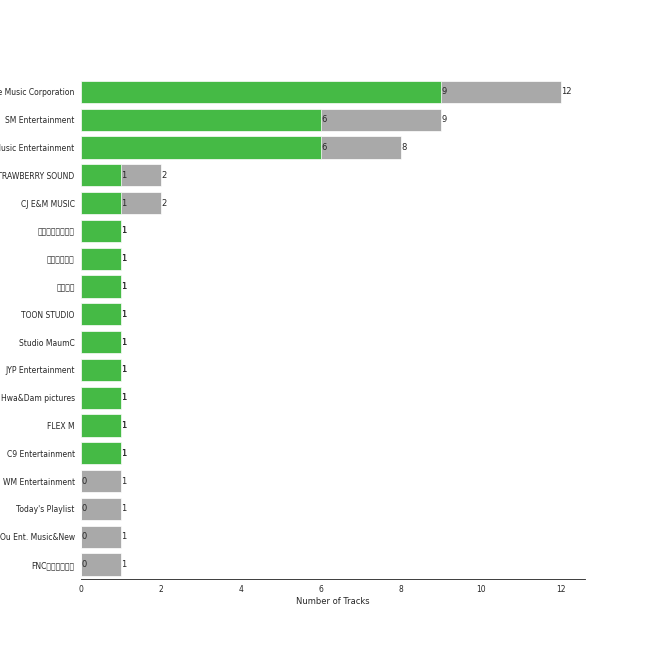 e Music Corporation
9
12
SM Entertainment
6
9
usic Entertainment
6
8
TRAWBERRY SOUND
1
2
CJ E&M MUSIC
1
2
1
1
1
TOON STUDIO
1
Studio MaumC
1
JYP Entertainment
1
Hwa&Dam pictures
1
FLEX M
1
C9 Entertainment
1
WM Entertainment
0
1
Today's Playlist
0
1
Ou Ent. Music&New
0
1
FNC
0
1
0
2
4
6
8
10
12
Number of Tracks